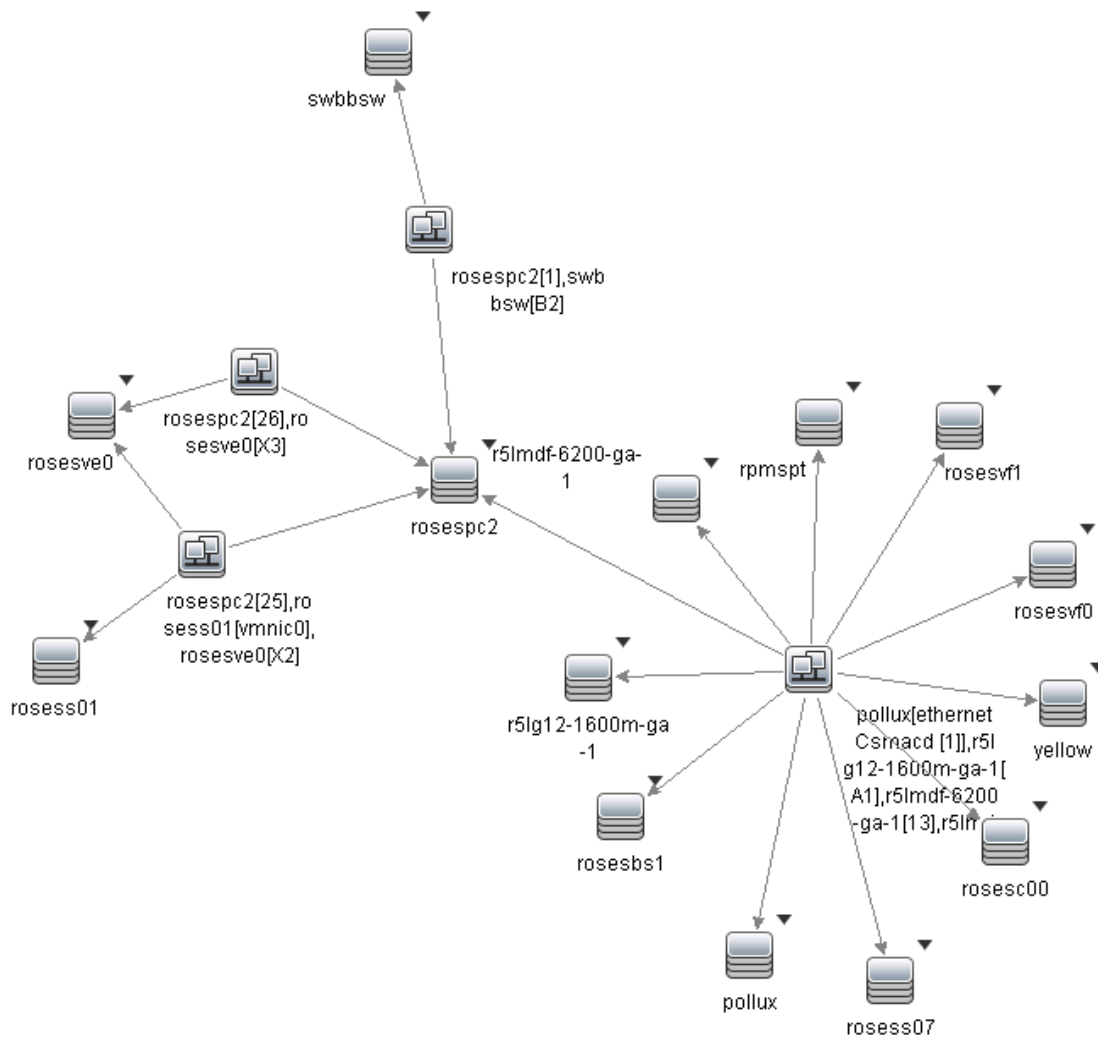 swbbsw
rosespc2[1],swb
bsw[B2]
rosesve0
rosespc2[26],ro
sesve0[X3]
r5lmdf-6200-ga-
1
rosespc2
rpmspt
rosesvf1
rosesvf0
rosespc2[25],ro
sess01[vmnic0],
rosesve0[X2]
rosess01
r5lg12-1600m-ga
-1
pollux[ethernet
Csmacd [1]],r5l
g12-1600m-ga-1[
A1],r5lmdf-6200
-ga-1[13],r5lm
yellow
rosesbs1
rosesc00
pollux
rosess07